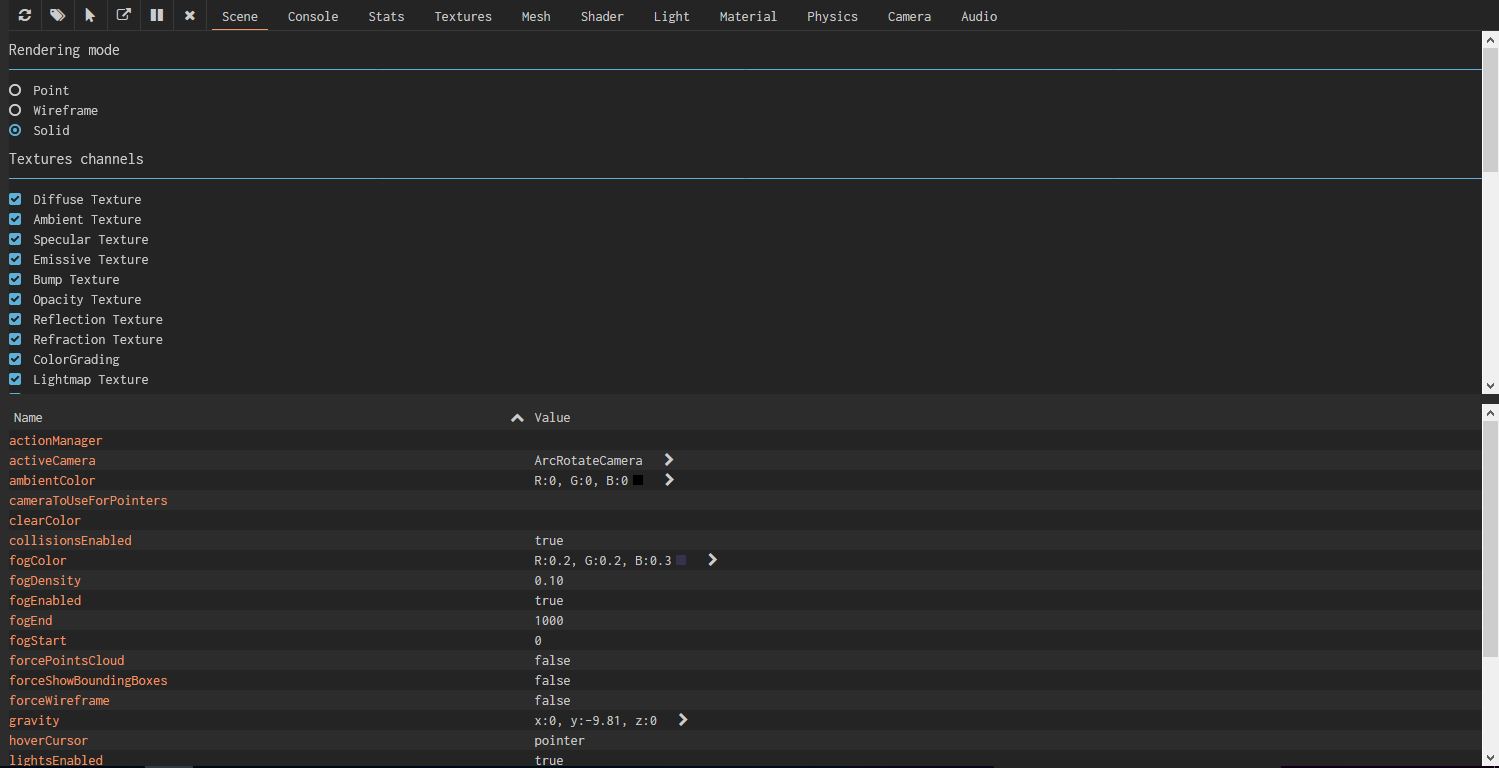 Scene Console Stats Textures Mesh Shader Light Material Physics Camera Audio
Rendering mode
Point
Wireframe
Solid
Textures channels
Diffuse Texture
Ambient Texture
Specular Texture
Emissive Texture
Bump Texture
Opacity Texture
Reflection Texture
Refraction Texture
ColorGrading
Lightmap Texture
Name Value
actionManager
activeCamera ArcRotateCamera
ambientColor R:0, G:0, B:0
cameraToUseForPointers
clearColor
collisionsEnabled true
fogColor R:0.2, G:0.2, B:0.3
fogDensity 0.10
fogEnabled true
fogEnd 1000
fogStart 0
forcePointsCloud false
forceShowBoundingBoxes false
forceWireframe false
gravity x:0, y:-9.81, z:0
hoverCursor pointer
lightsEnabled true